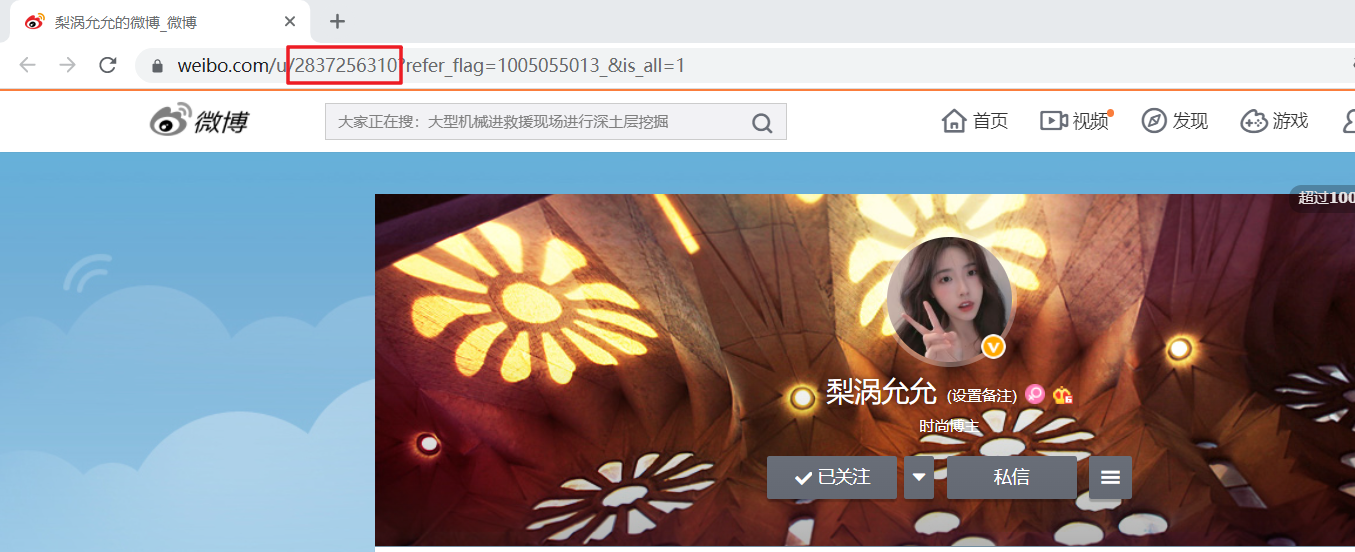 梨涡允允的微博_微博
weibo.com/u/2837256310?refer_flag=1005055013_&is_all=1
微博
大家正在搜：大型机械进救援现场进行深土层挖掘
首页
视频
发现
游戏
超过100
梨涡允允 (设置备注)
时尚博主
已关注
私信